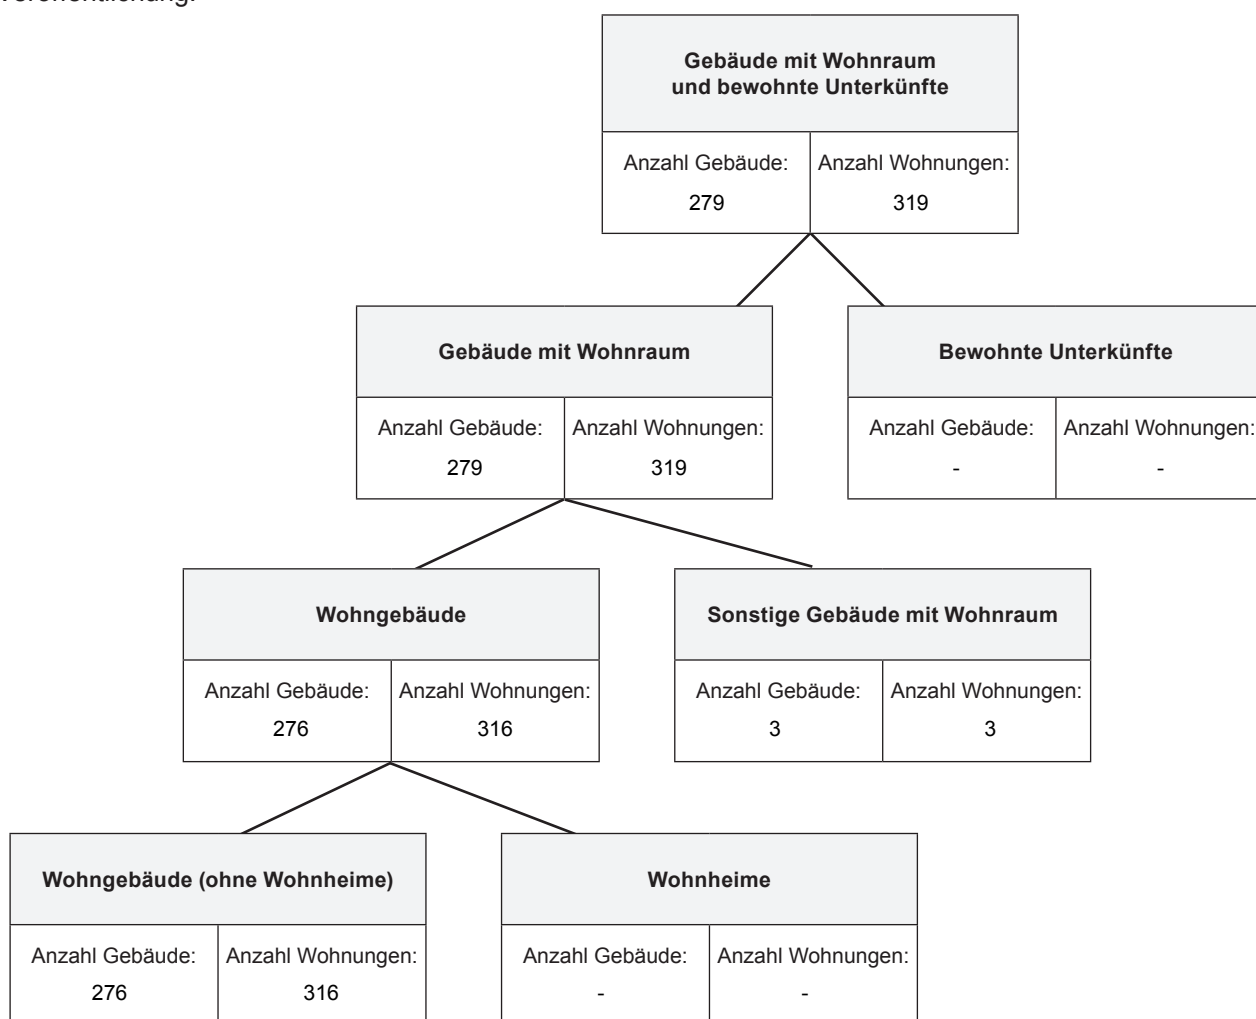 Veröffentlichung.
Gebäude mit Wohnraum
und bewohnte Unterkünfte
Anzahl Gebäude: Anzahl Wohnungen:
279 319
Gebäude mit Wohnraum
Anzahl Gebäude: Anzahl Wohnungen:
279 319
Bewohnte Unterkünfte
Anzahl Gebäude: Anzahl Wohnungen:
- -
Wohngebäude
Anzahl Gebäude: Anzahl Wohnungen:
276 316
Sonstige Gebäude mit Wohnraum
Anzahl Gebäude: Anzahl Wohnungen:
3 3
Wohngebäude (ohne Wohnheime)
Anzahl Gebäude: Anzahl Wohnungen:
276 316
Wohnheime
Anzahl Gebäude: Anzahl Wohnungen:
- -